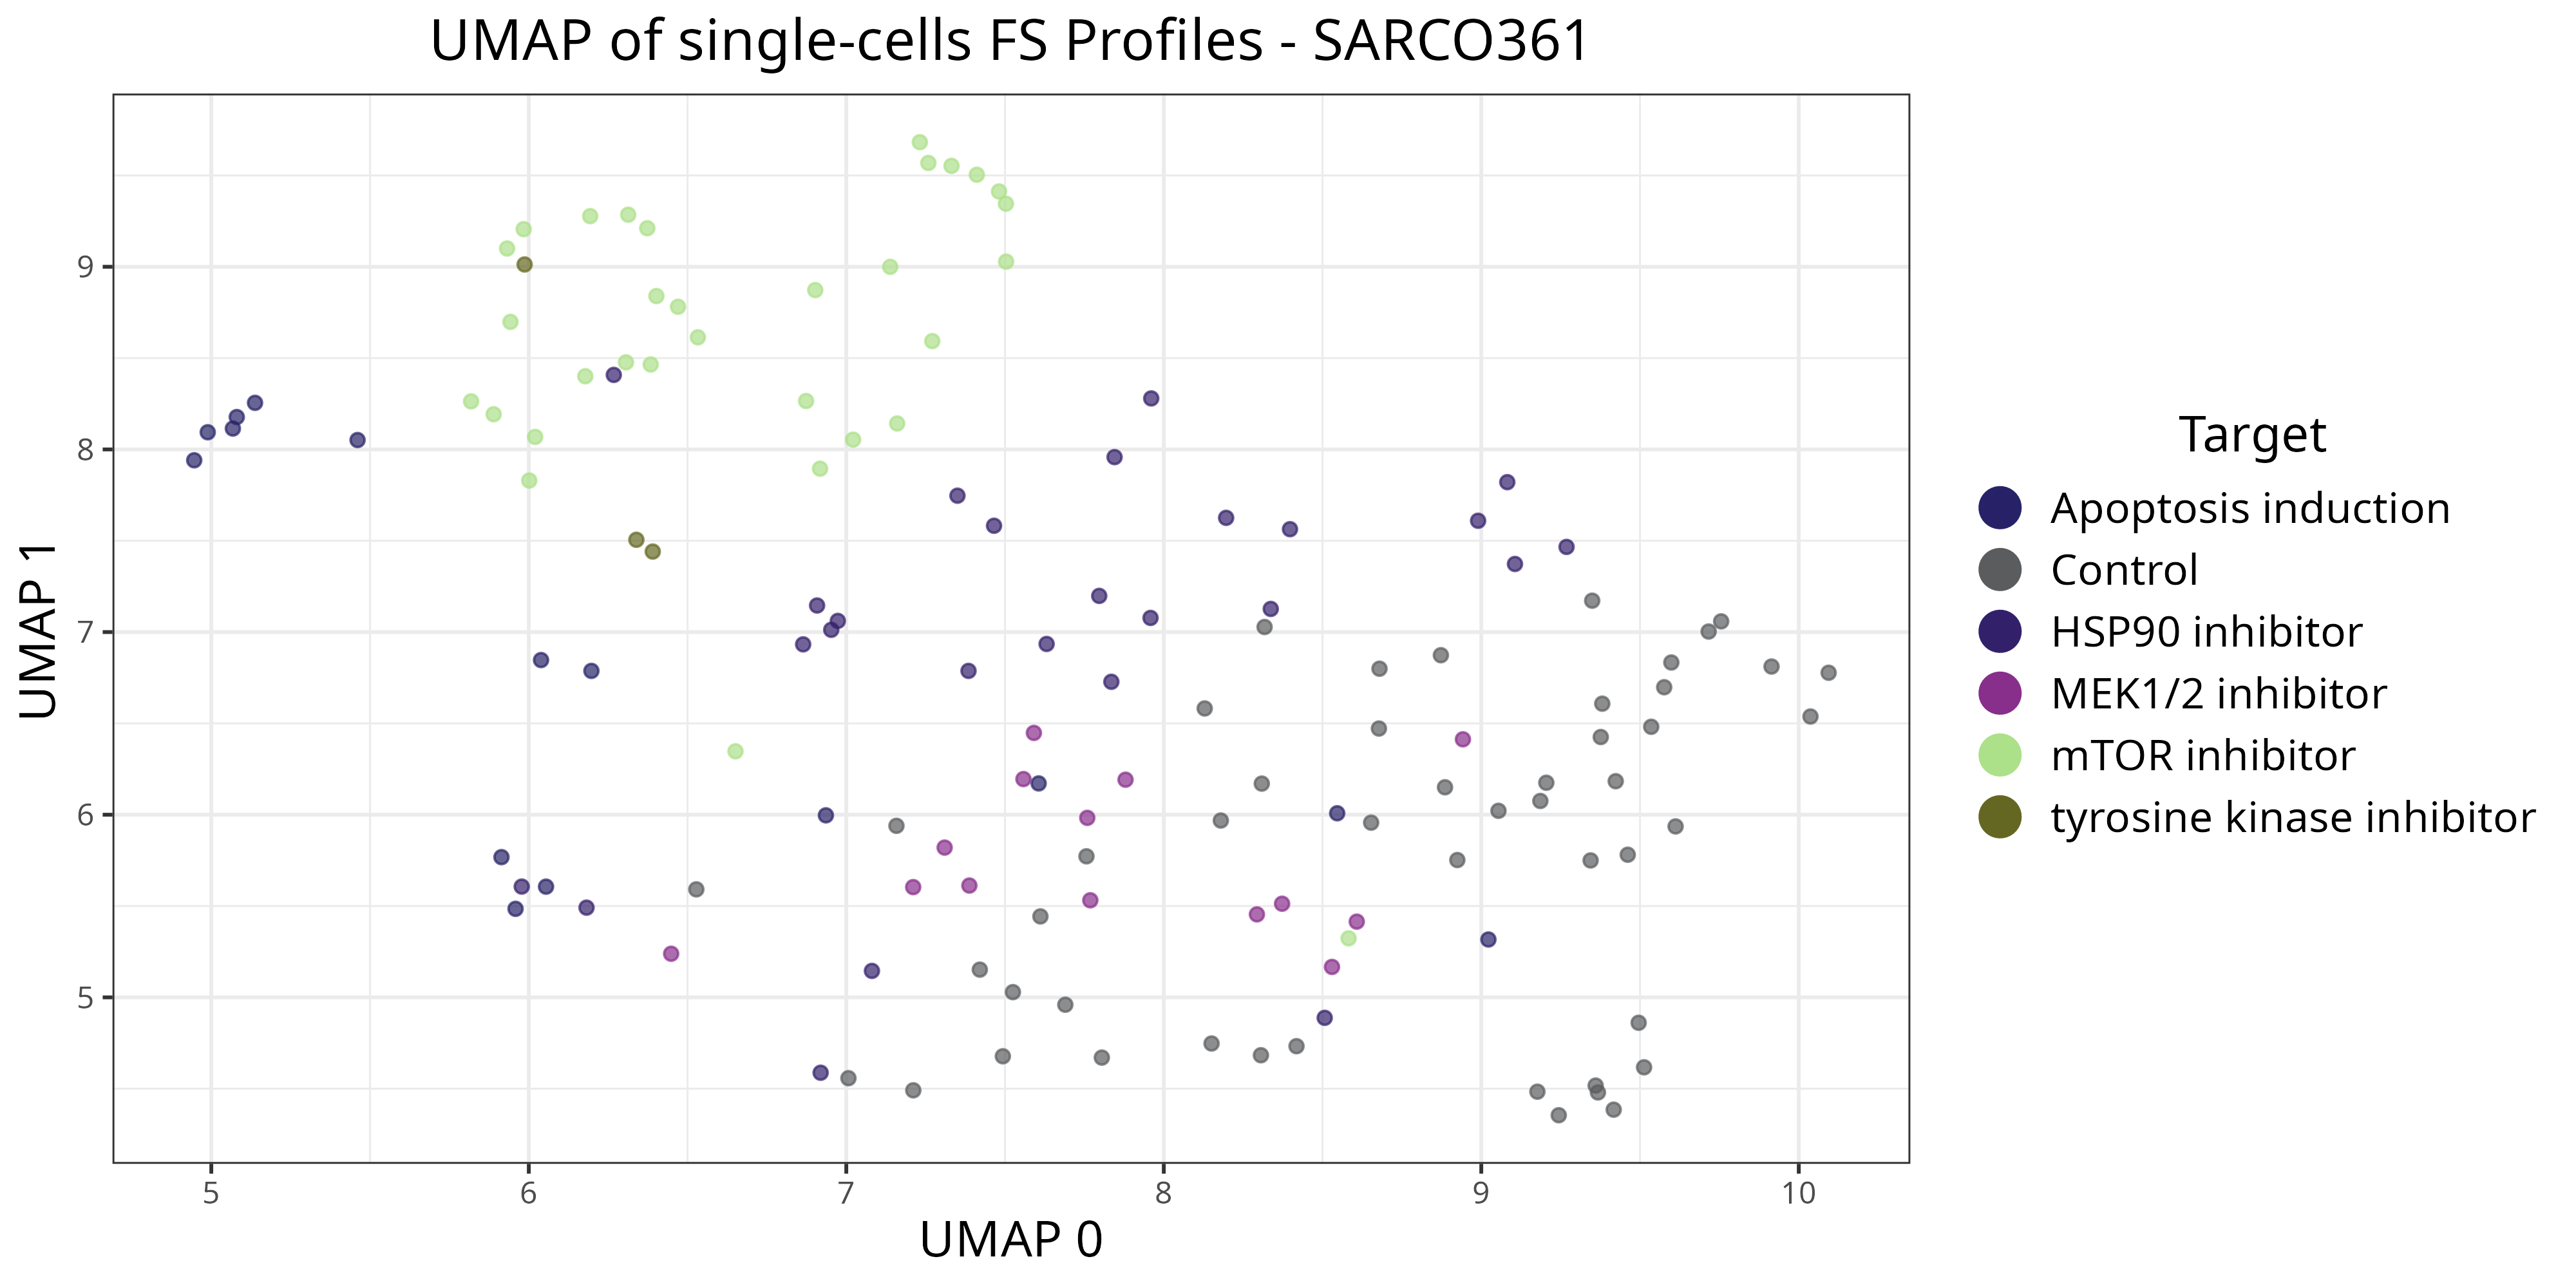 UMAP of single-cells FS Profiles - SARCO361
9
8
7
6
5
UMAP 1
5 6 7 8 9 10
UMAP 0
Target
Apoptosis induction
Control
HSP90 inhibitor
MEK1/2 inhibitor
mTOR inhibitor
tyrosine kinase inhibitor